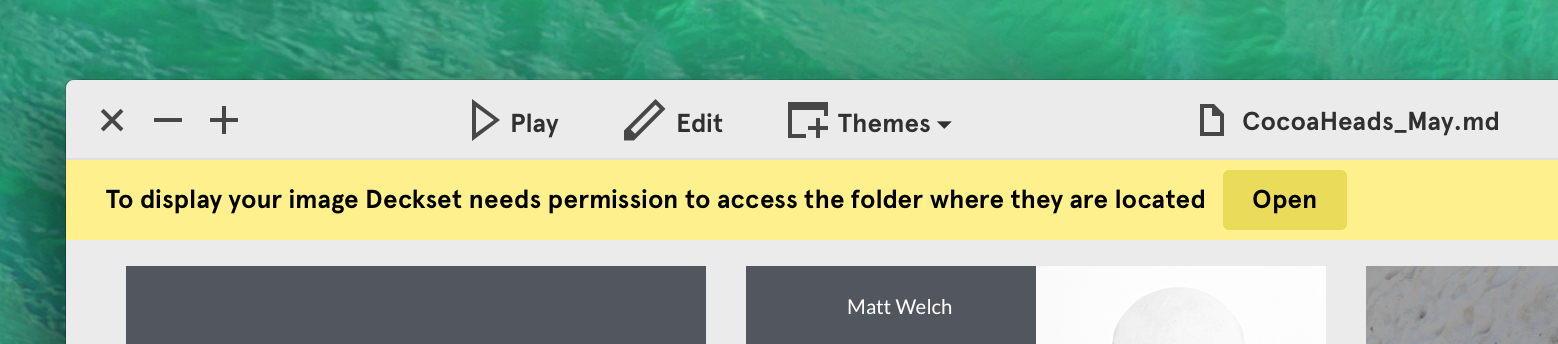 Play Edit Themes CocoaHeads_May.md
To display your image Deckset needs permission to access the folder where they are located Open
Matt Welch